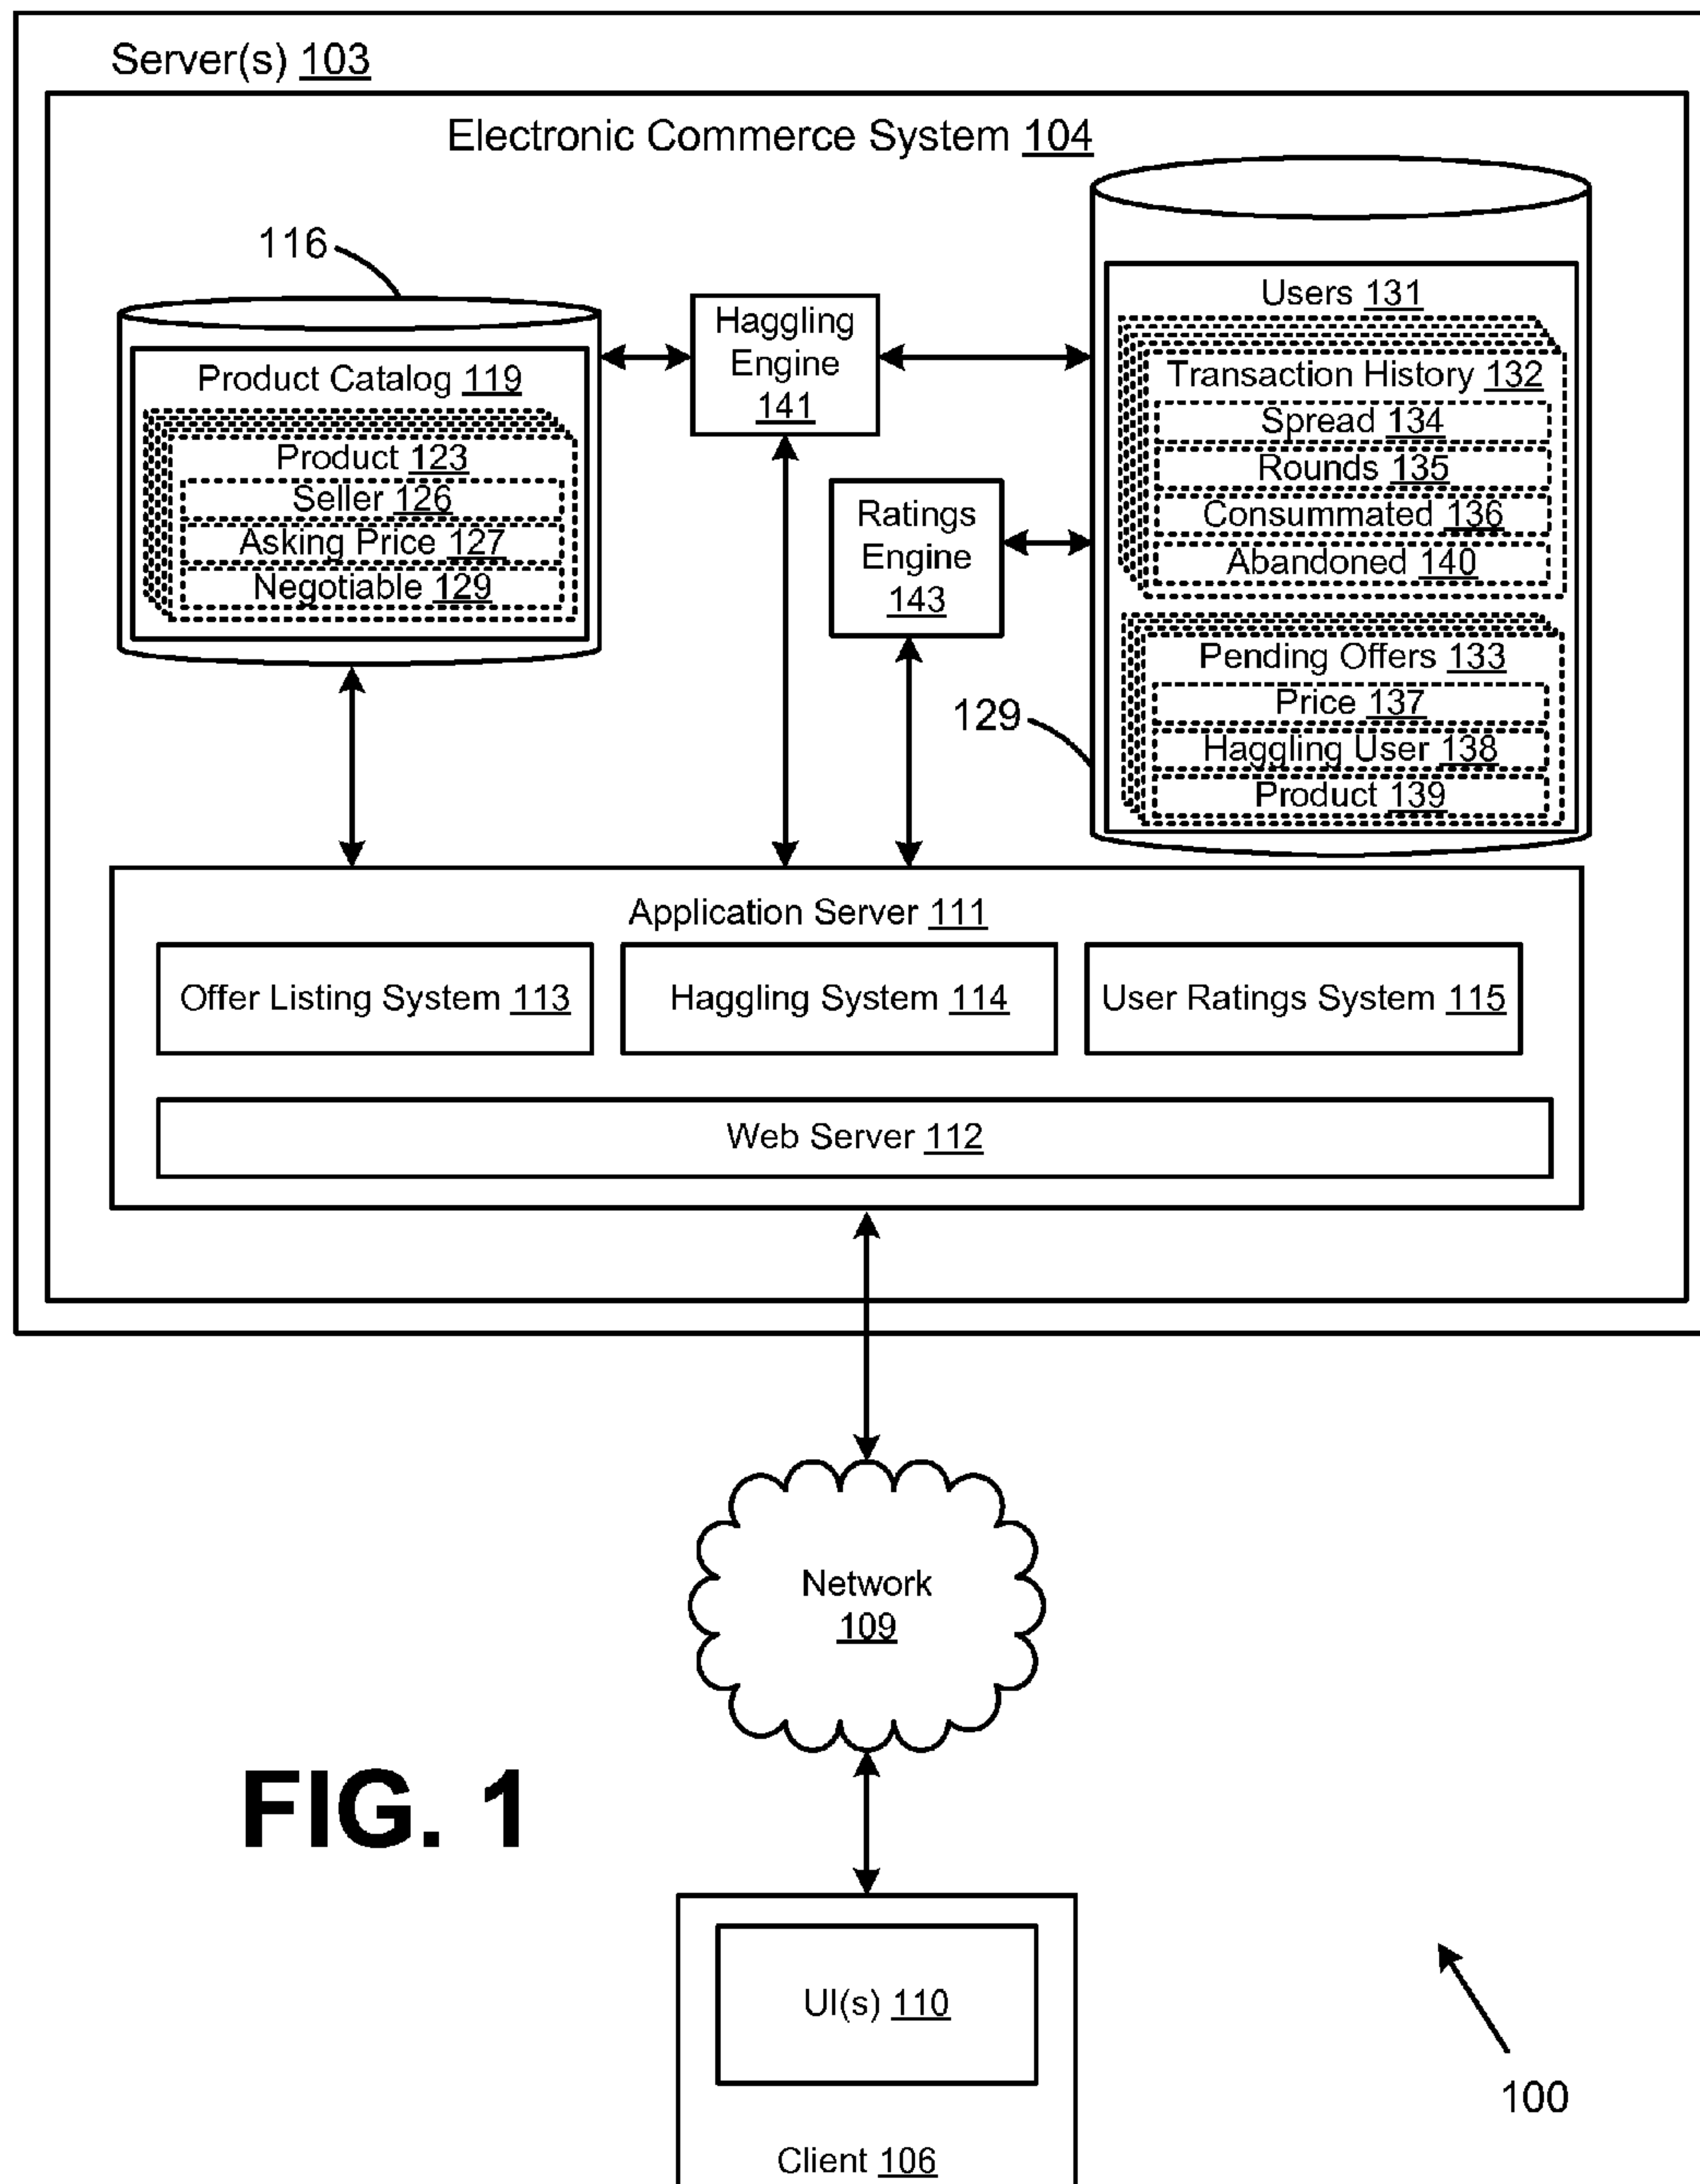 Server(s) 103
Electronic Commerce System 104
116
Product Catalog 119
Product 123
Seller 126
Asking Price 127
Negotiable 129
Haggling
Engine
141
Ratings
Engine
143
Users 131
Transaction History 132
Spread 134
Rounds 135
Consummated 136
Abandoned 140
Pending Offers 133
Price 137
Haggling User 138
Product 139
129
Application Server 111
Offer Listing System 113
Haggling System 114
User Ratings System 115
Web Server 112
Network
109
FIG. 1
UI(s) 110
Client 106
100